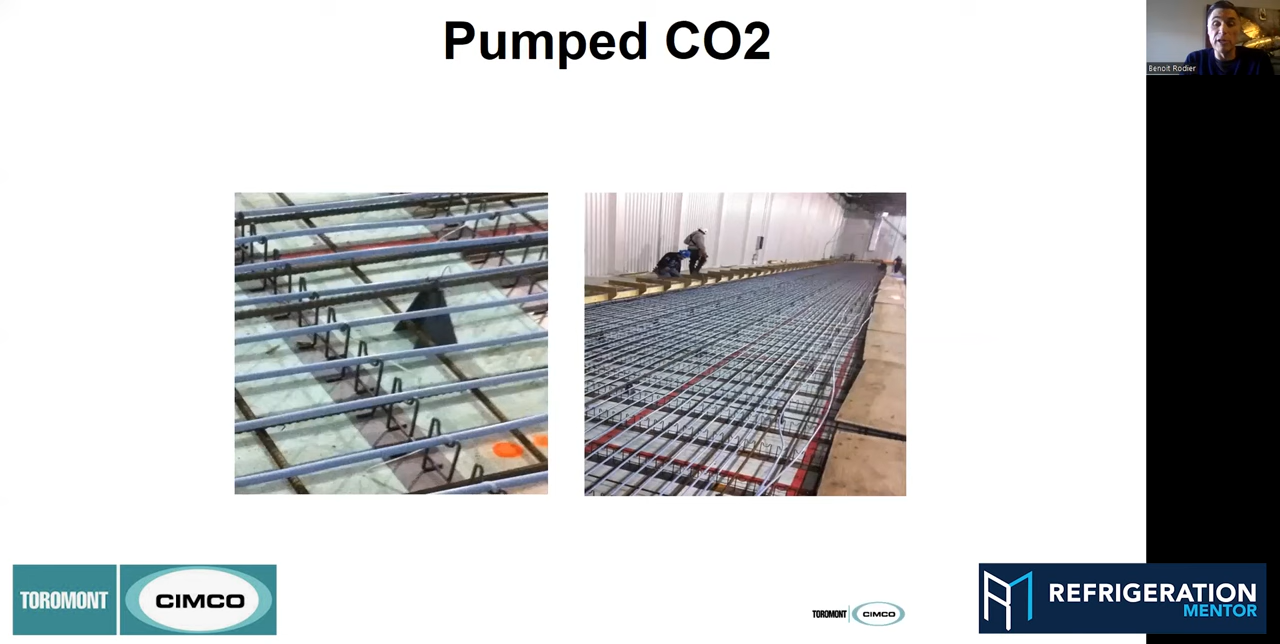 Pumped CO2
Benoit Rodier
TOROMONT CIMCO
TOROMONT CIMCO
REFRIGERATION
MENTOR